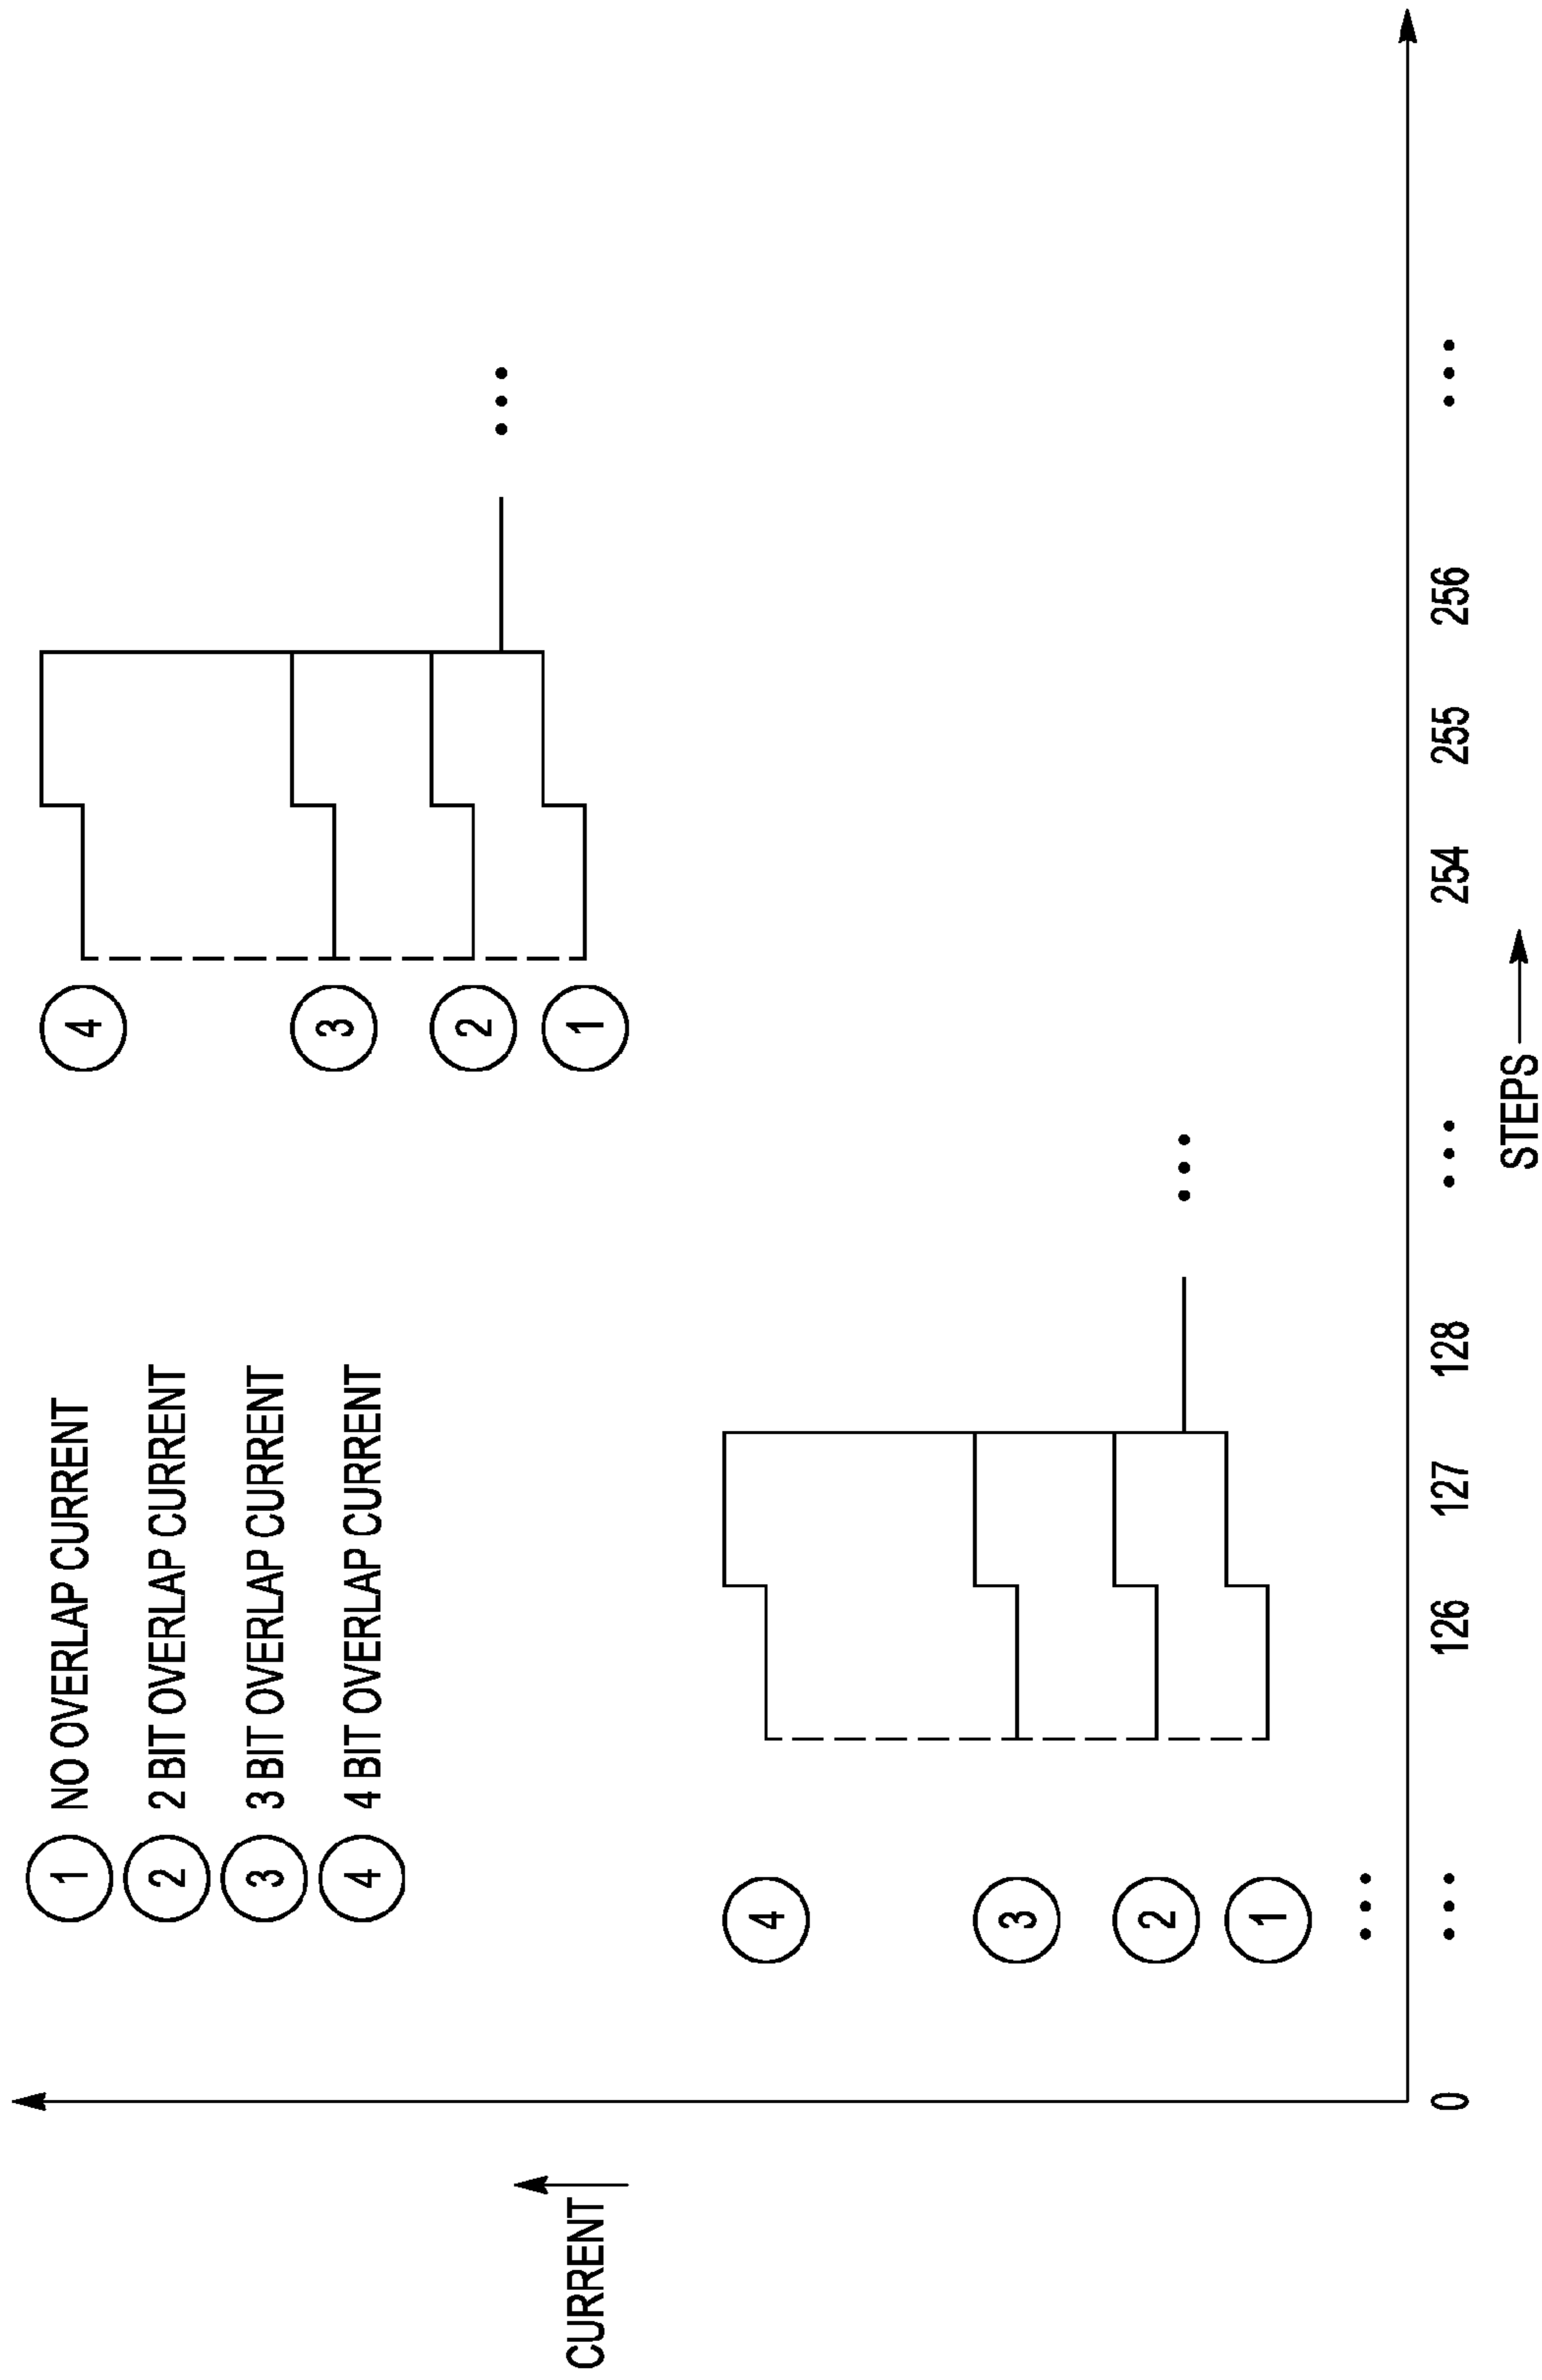 1 NO OVERLAP CURRENT
2 2 BIT OVERLAP CURRENT
3 3 BIT OVERLAP CURRENT
4 4 BIT OVERLAP CURRENT
4
3
2
1
4
3
2
1
CURRENT
0 ... 126 127 128 ... 254 255 256 ...
STEPS